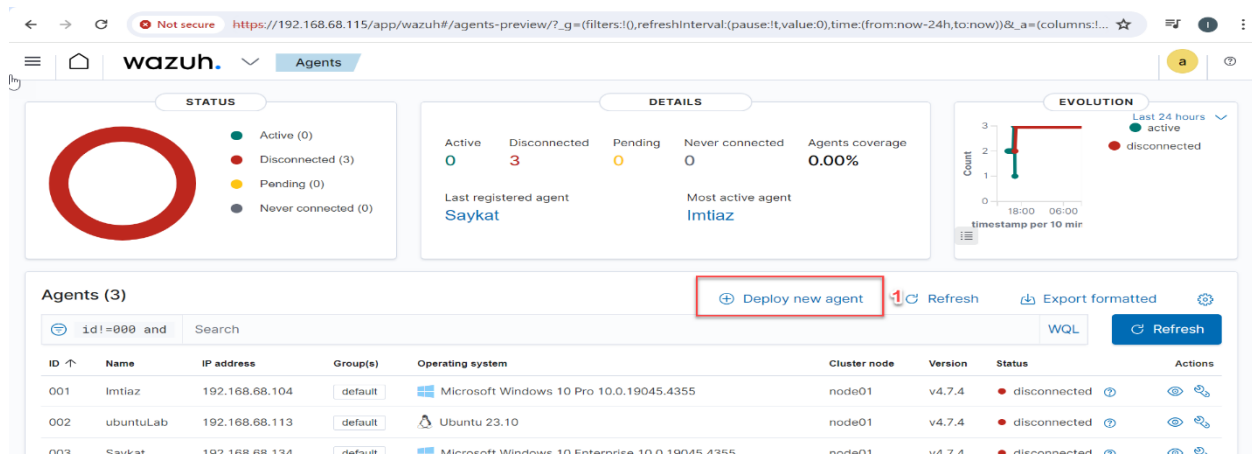 Not secure https://192.168.68.115/app/wazuh#/agents-preview/?_g=(filters:!(),refreshInterval:(pause:!t,value:0),time:(from:now-24h,to:now))&_a=(columns:!... I
wazuh. Agents a
STATUS
Active (0)
Disconnected (3)
Pending (0)
Never connected (0)
DETAILS
Active Disconnected Pending Never connected Agents coverage
0 3 0 0 0.00%
Last registered agent Most active agent
Saykat Imtiaz
EVOLUTION
Last 24 hours
active
disconnected
Count
3
2
1
0
18:00 06:00
timestamp per 10 min
Agents (3) Deploy new agent 1 Refresh Export formatted
id!=000 and Search WQL Refresh
ID Name IP address Group(s) Operating system Cluster node Version Status Actions
001 Imtiaz 192.168.68.104 default Microsoft Windows 10 Pro 10.0.19045.4355 node01 v4.7.4 disconnected
002 ubuntuLab 192.168.68.113 default Ubuntu 23.10 node01 v4.7.4 disconnected
003 Saykat 192.168.68.134 default Microsoft Windows 10 Enterprise 10.0.19045.4355 node01 v4.7.4 disconnected